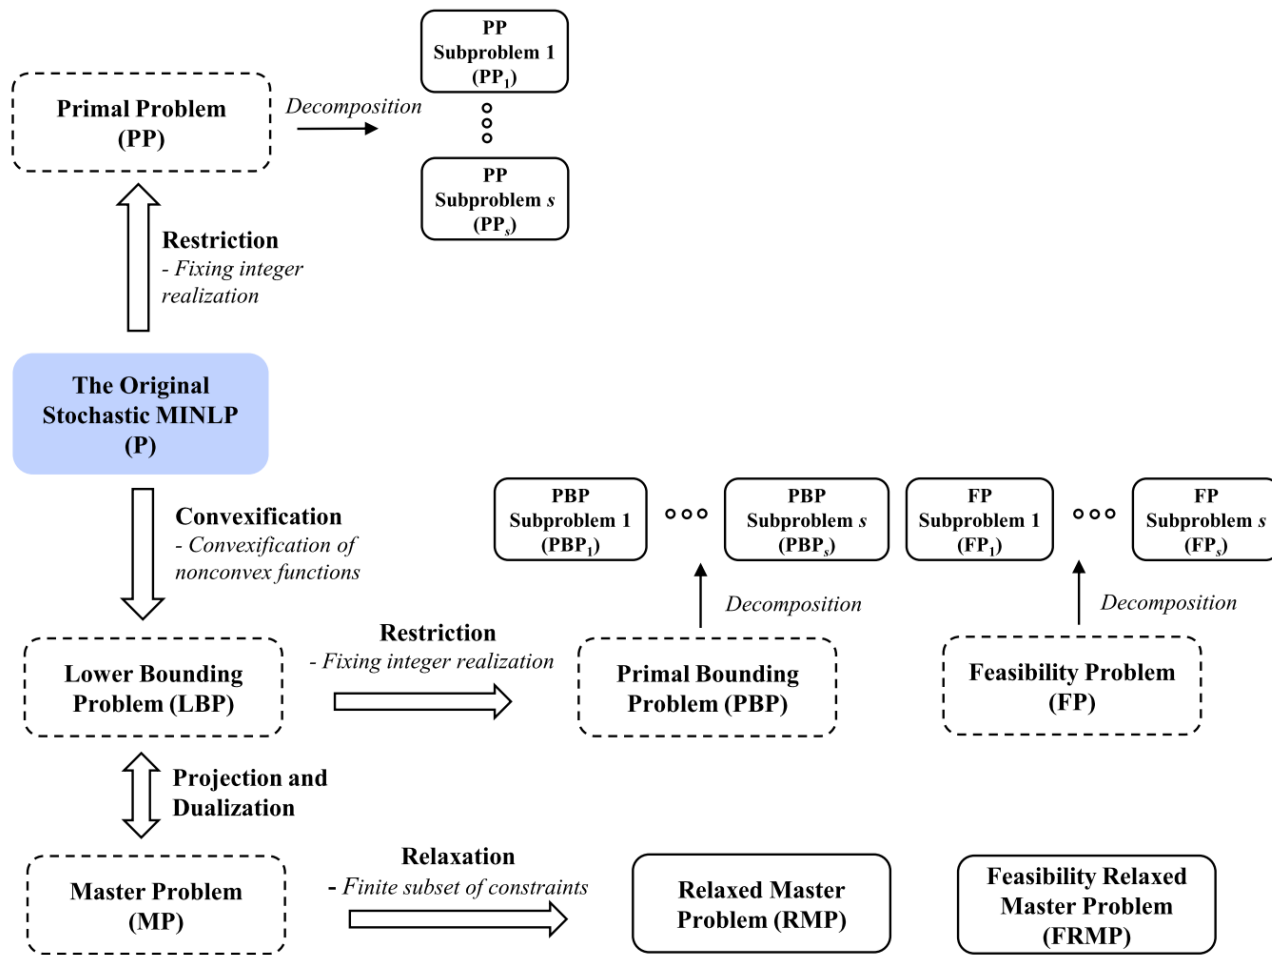 PP
Subproblem 1
(PP1)
Primal Problem
(PP)
Decomposition
PP
Subproblem s
(PPs)
Restriction
- Fixing integer
realization
The Original
Stochastic MINLP
(P)
Convexification
- Convexification of
nonconvex functions
PBP
Subproblem 1
(PBP1)
PBP
Subproblem s
(PBPs)
FP
Subproblem 1
(FP1)
FP
Subproblem s
(FPs)
Decomposition
Decomposition
Lower Bounding
Problem (LBP)
Restriction
- Fixing integer realization
Primal Bounding
Problem (PBP)
Feasibility Problem
(FP)
Projection and
Dualization
Master Problem
(MP)
Relaxation
- Finite subset of constraints
Relaxed Master
Problem (RMP)
Feasibility Relaxed
Master Problem
(FRMP)